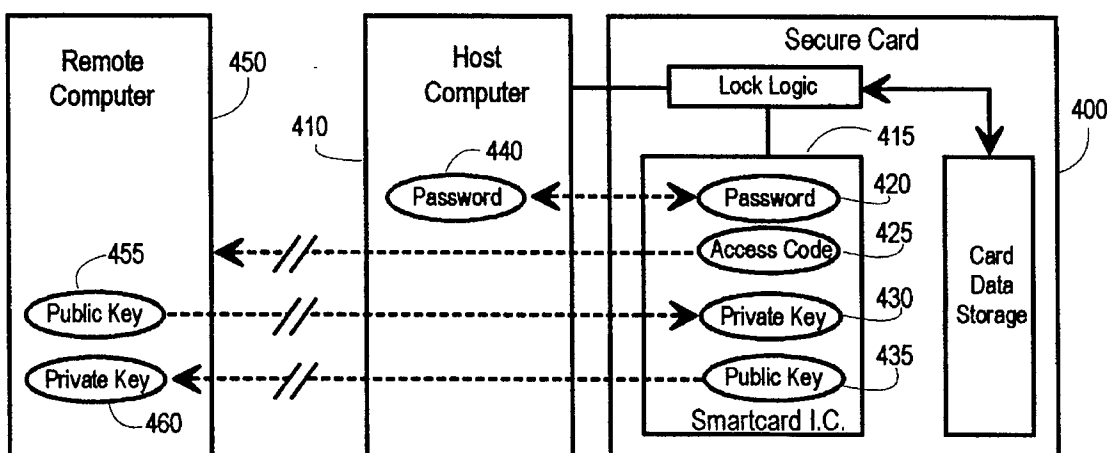 Remote
Computer
450
410
Host
Computer
Secure Card
Lock Logic
400
415
440
Password
Password
420
Access Code
425
Card
Data
Storage
455
Public Key
Private Key
430
Private Key
460
Public Key
435
Smartcard I.C.